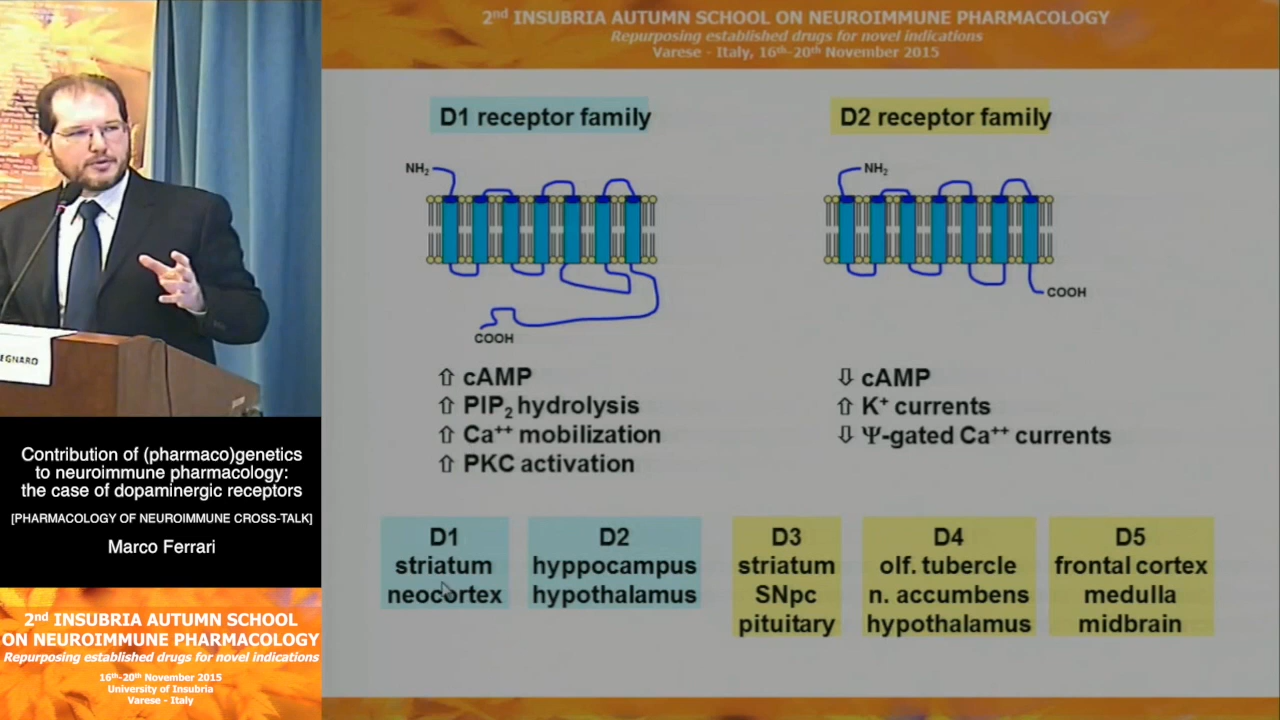 2nd INSUBRIA AUTUMN SCHOOL ON NEUROIMMUNE PHARMACOLOGY
Repurposing established drugs for novel indications
Varese - Italy, 16th-20th November 2015
D1 receptor family
NH2
COOH
⇧ cAMP
⇧ PIP2 hydrolysis
⇧ Ca++ mobilization
⇧ PKC activation
D2 receptor family
NH2
COOH
⇩ cAMP
⇧ K+ currents
⇩ Ψ-gated Ca++ currents
D1
striatum
neocortex
D2
hyppocampus
hypothalamus
D3
striatum
SNpc
pituitary
D4
olf. tubercle
n. accumbens
hypothalamus
D5
frontal cortex
medulla
midbrain
EGNARO
Contribution of (pharmaco)genetics
to neuroimmune pharmacology:
the case of dopaminergic receptors
[PHARMACOLOGY OF NEUROIMMUNE CROSS-TALK]
Marco Ferrari
2nd INSUBRIA AUTUMN SCHOOL
ON NEUROIMMUNE PHARMACOLOGY
Repurposing established drugs for novel indications
16th-20th November 2015
University of Insubria
Varese - Italy